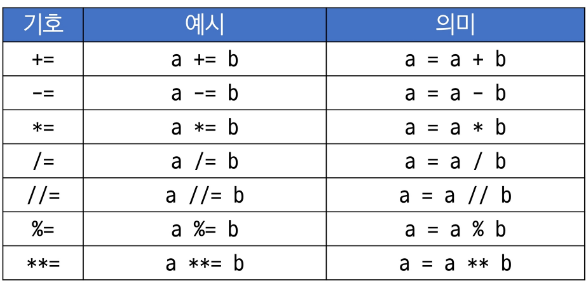 기호 예시 의미
+= a += b a = a + b
-= a -= b a = a - b
*= a *= b a = a * b
/= a /= b a = a / b
//= a //= b a = a // b
%= a %= b a = a % b
**= a **= b a = a ** b